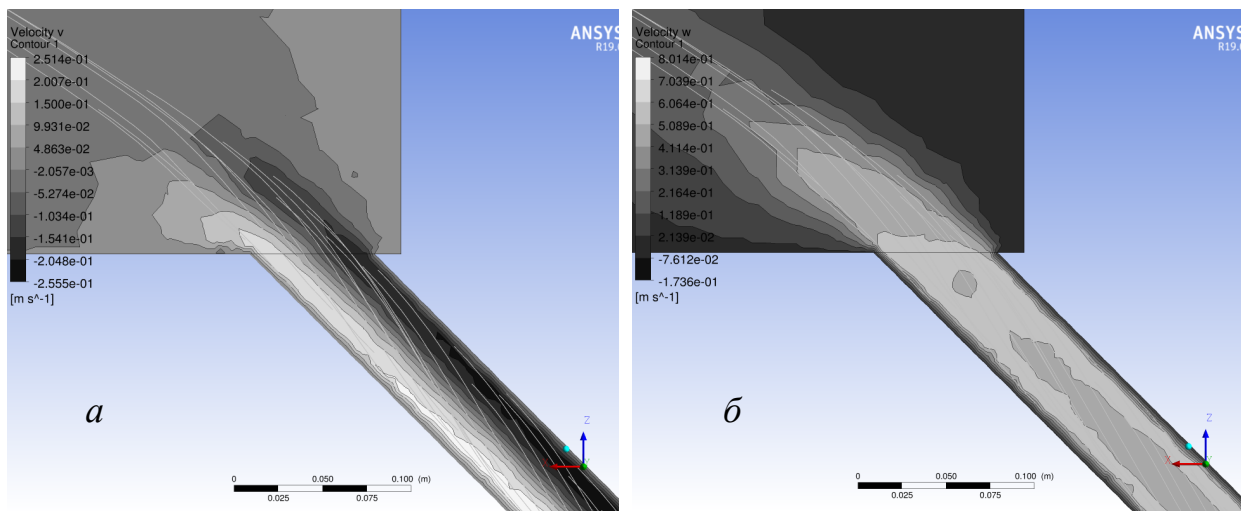 Velocity v
Contour 1
2.514e-01
2.007e-01
1.500e-01
9.931e-02
4.863e-02
-2.057e-03
-5.274e-02
-1.034e-01
-1.541e-01
-2.048e-01
-2.555e-01
[m s^-1]
ANSYS
R19.
а
Z
0 0.050 0.100 (m)
0.025 0.075
Velocity w
Contour 1
8.014e-01
7.039e-01
6.064e-01
5.089e-01
4.114e-01
3.139e-01
2.164e-01
1.189e-01
2.139e-02
-7.612e-02
-1.736e-01
[m s^-1]
ANSYS
R19.
б
Z
X
0 0.050 0.100 (m)
0.025 0.075